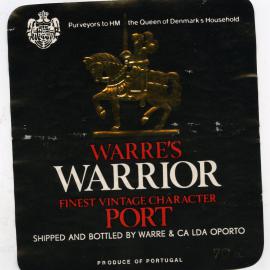 Purveyors to HM the Queen of Denmark's Household
WARRE'S
WARRIOR
FINEST VINTAGE CHARACTER
PORT
SHIPPED AND BOTTLED BY WARRE & CA LDA OPORTO
PRODUCE OF PORTUGAL